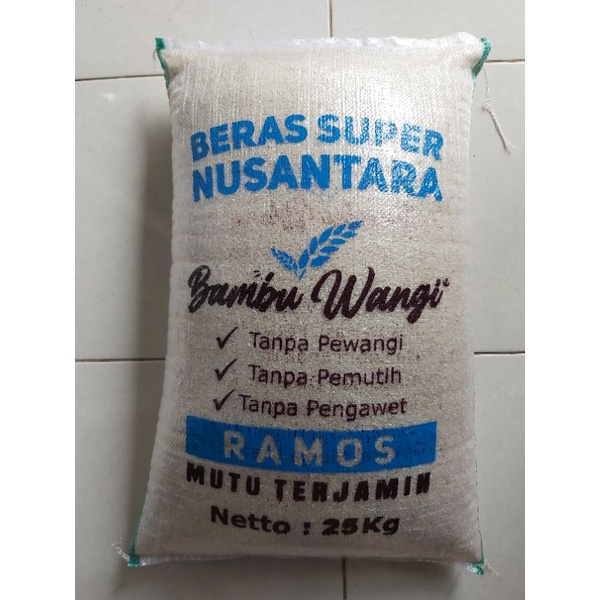 BERAS SUPER
NUSANTARA
Bambu Wangi
Tanpa Pewangi
Tanpa Pemutih
Tanpa Pengawet
RAMOS
MUTU TERJAMIN
Netto : 25Kg